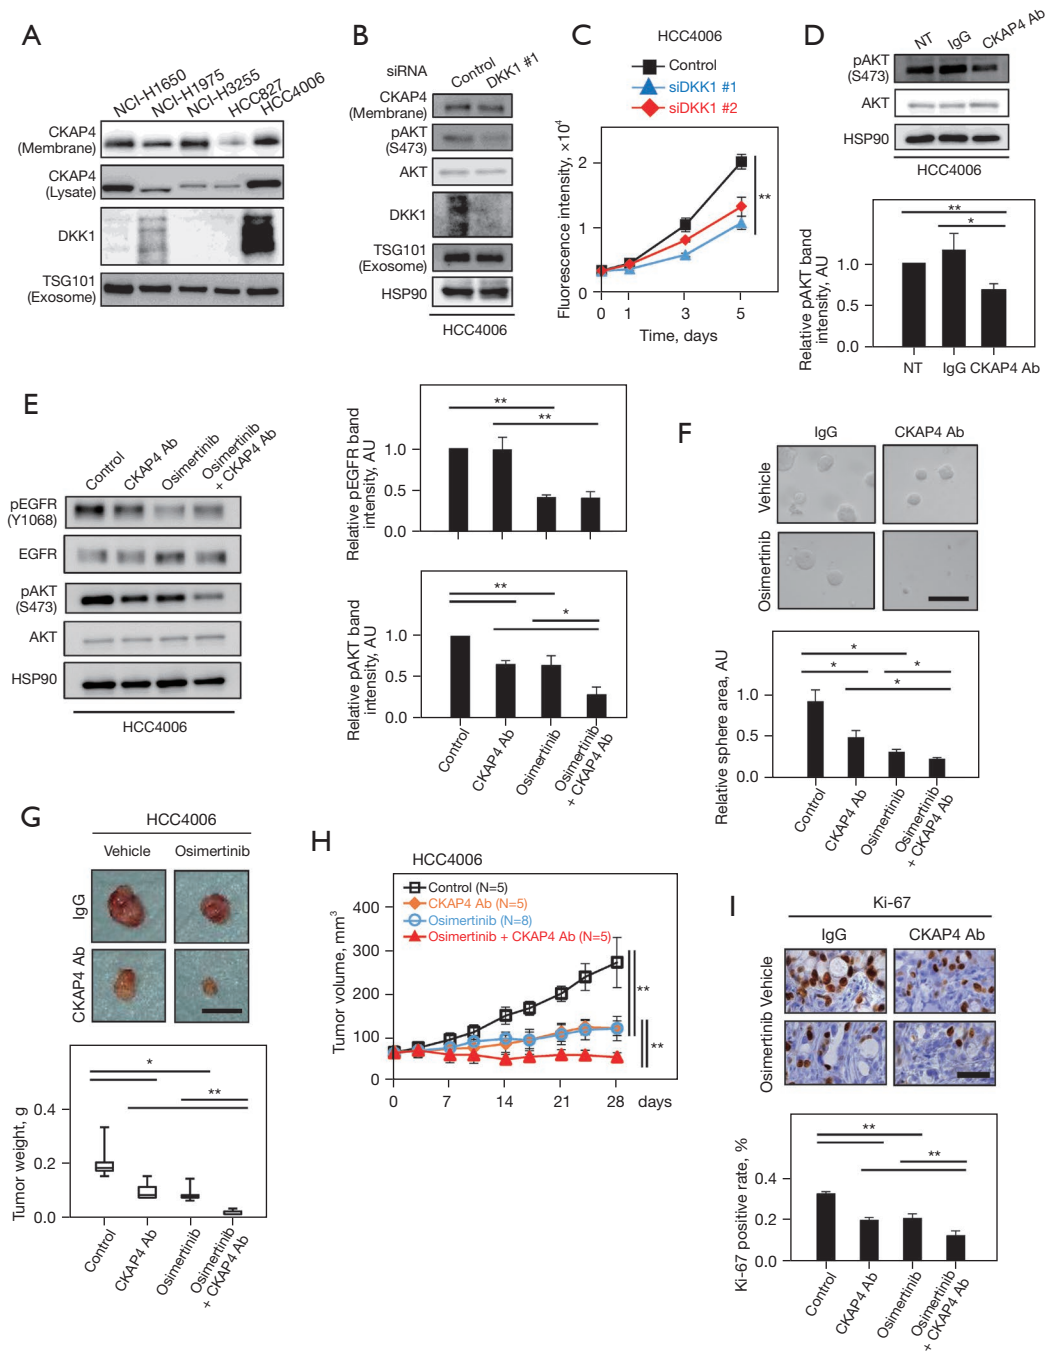 A
NCI-H1650
NCI-H1975
NCI-H3255
HCC827
HCC4006
CKAP4
(Membrane)
CKAP4
(Lysate)
DKK1
TSG101
(Exosome)
B
siRNA
Control
DKK1 #1
CKAP4
(Membrane)
pAKT
(S473)
AKT
DKK1
TSG101
(Exosome)
HSP90
HCC4006
C
HCC4006
Control
siDKK1 #1
siDKK1 #2
Fluorescence intensity, ×10⁴
2
1
0
**
0 1 3 5
Time, days
D
NT
IgG
CKAP4 Ab
pAKT
(S473)
AKT
HSP90
HCC4006
Relative pAKT band
intensity, AU
**
*
1.0
0.5
0.0
NT IgG CKAP4 Ab
E
Control
CKAP4 Ab
Osimertinib
Osimertinib
+ CKAP4 Ab
pEGFR
(Y1068)
EGFR
pAKT
(S473)
AKT
HSP90
HCC4006
Relative pEGFR band
intensity, AU
**
**
1.0
0.5
0.0
Relative pAKT band
intensity, AU
**
*
1.0
0.5
0.0
Control
CKAP4 Ab
Osimertinib
Osimertinib
+ CKAP4 Ab
F
IgG CKAP4 Ab
Vehicle
Osimertinib
Relative sphere area, AU
*
* *
*
1.0
0.5
0.0
Control
CKAP4 Ab
Osimertinib
Osimertinib
+ CKAP4 Ab
G
HCC4006
Vehicle Osimertinib
IgG
CKAP4 Ab
Tumor weight, g
*
**
0.4
0.2
0.0
Control
CKAP4 Ab
Osimertinib
Osimertinib
+ CKAP4 Ab
H
HCC4006
Control (N=5)
CKAP4 Ab (N=5)
Osimertinib (N=8)
Osimertinib + CKAP4 Ab (N=5)
Tumor volume, mm³
400
300
200
100
0
**
**
0 7 14 21 28 days
I
Ki-67
IgG CKAP4 Ab
Vehicle
Osimertinib
Ki-67 positive rate, %
**
**
0.4
0.2
0.0
Control
CKAP4 Ab
Osimertinib
Osimertinib
+ CKAP4 Ab